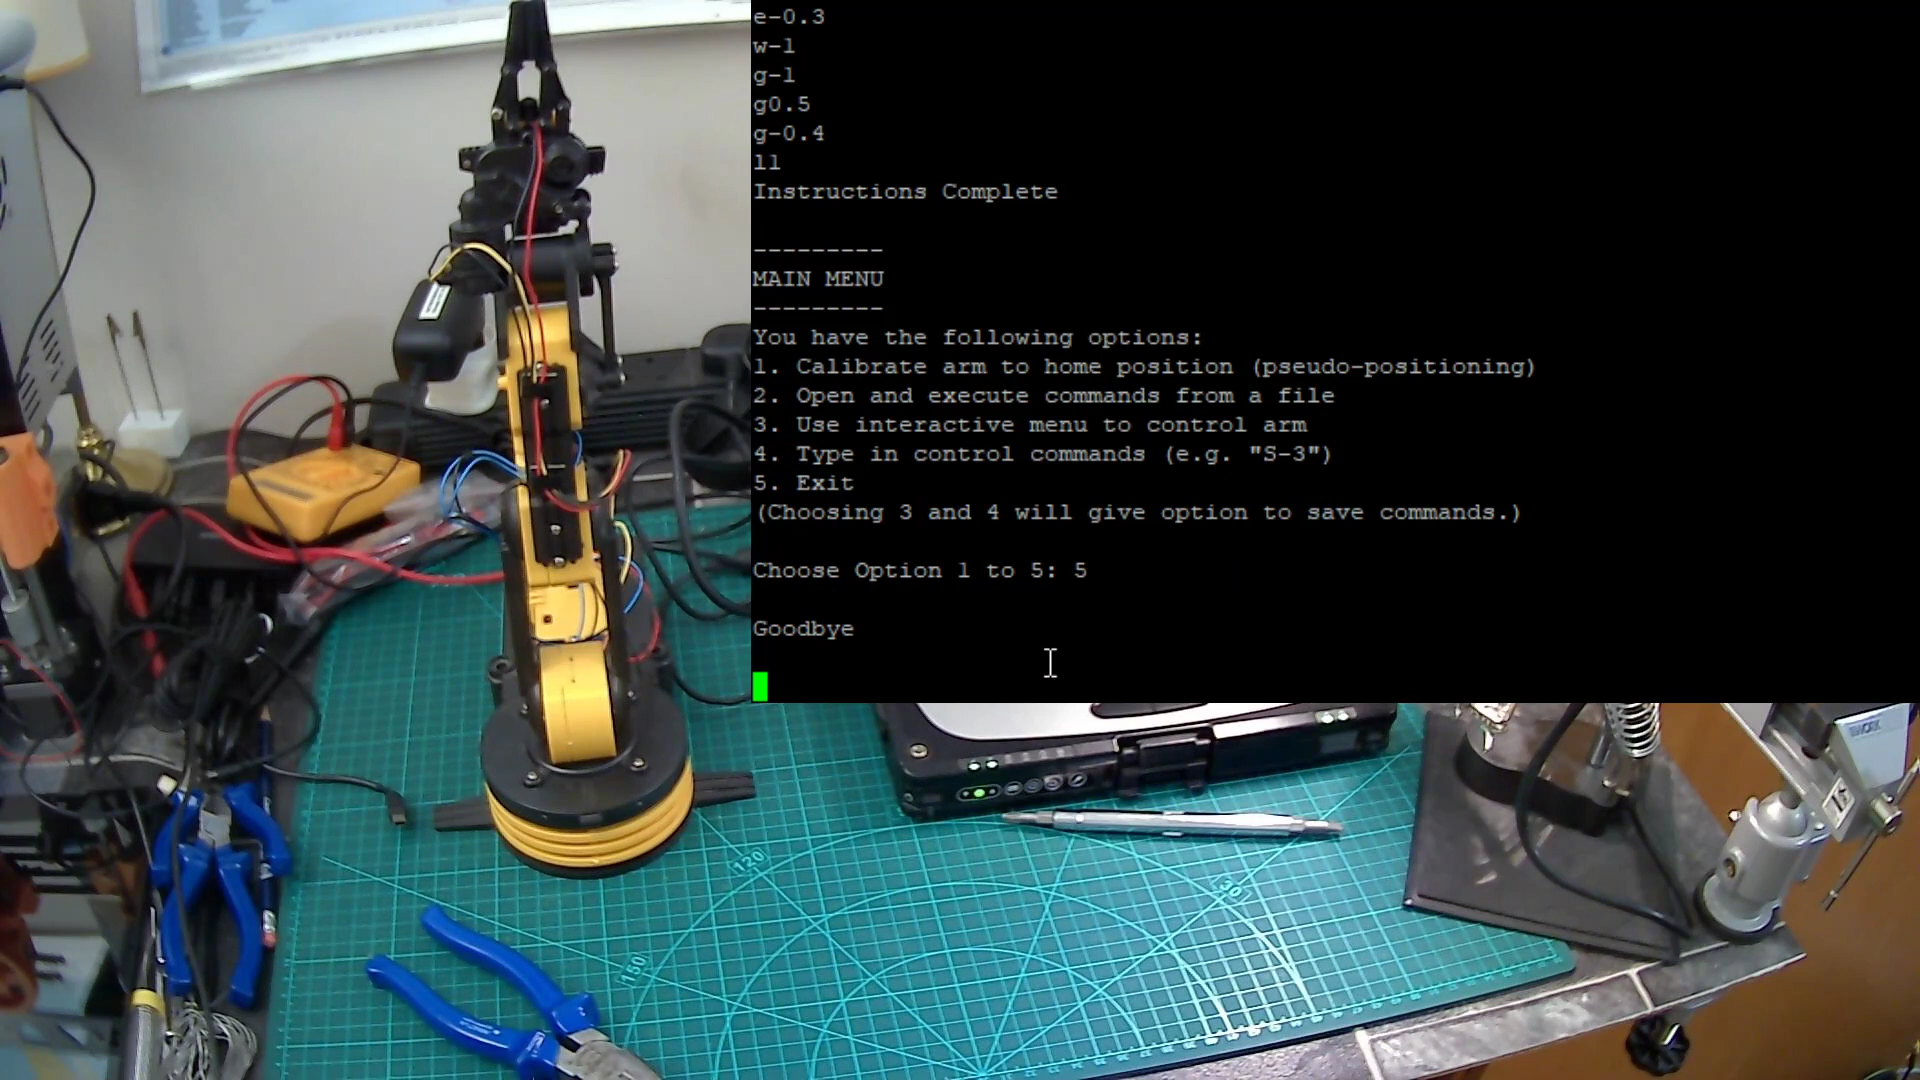 e-0.3
w-1
g-1
g0.5
g-0.4
l1
Instructions Complete
---------
MAIN MENU
---------
You have the following options:
1. Calibrate arm to home position (pseudo-positioning)
2. Open and execute commands from a file
3. Use interactive menu to control arm
4. Type in control commands (e.g. "S-3")
5. Exit
(Choosing 3 and 4 will give option to save commands.)
Choose Option 1 to 5: 5
Goodbye
120
30
150